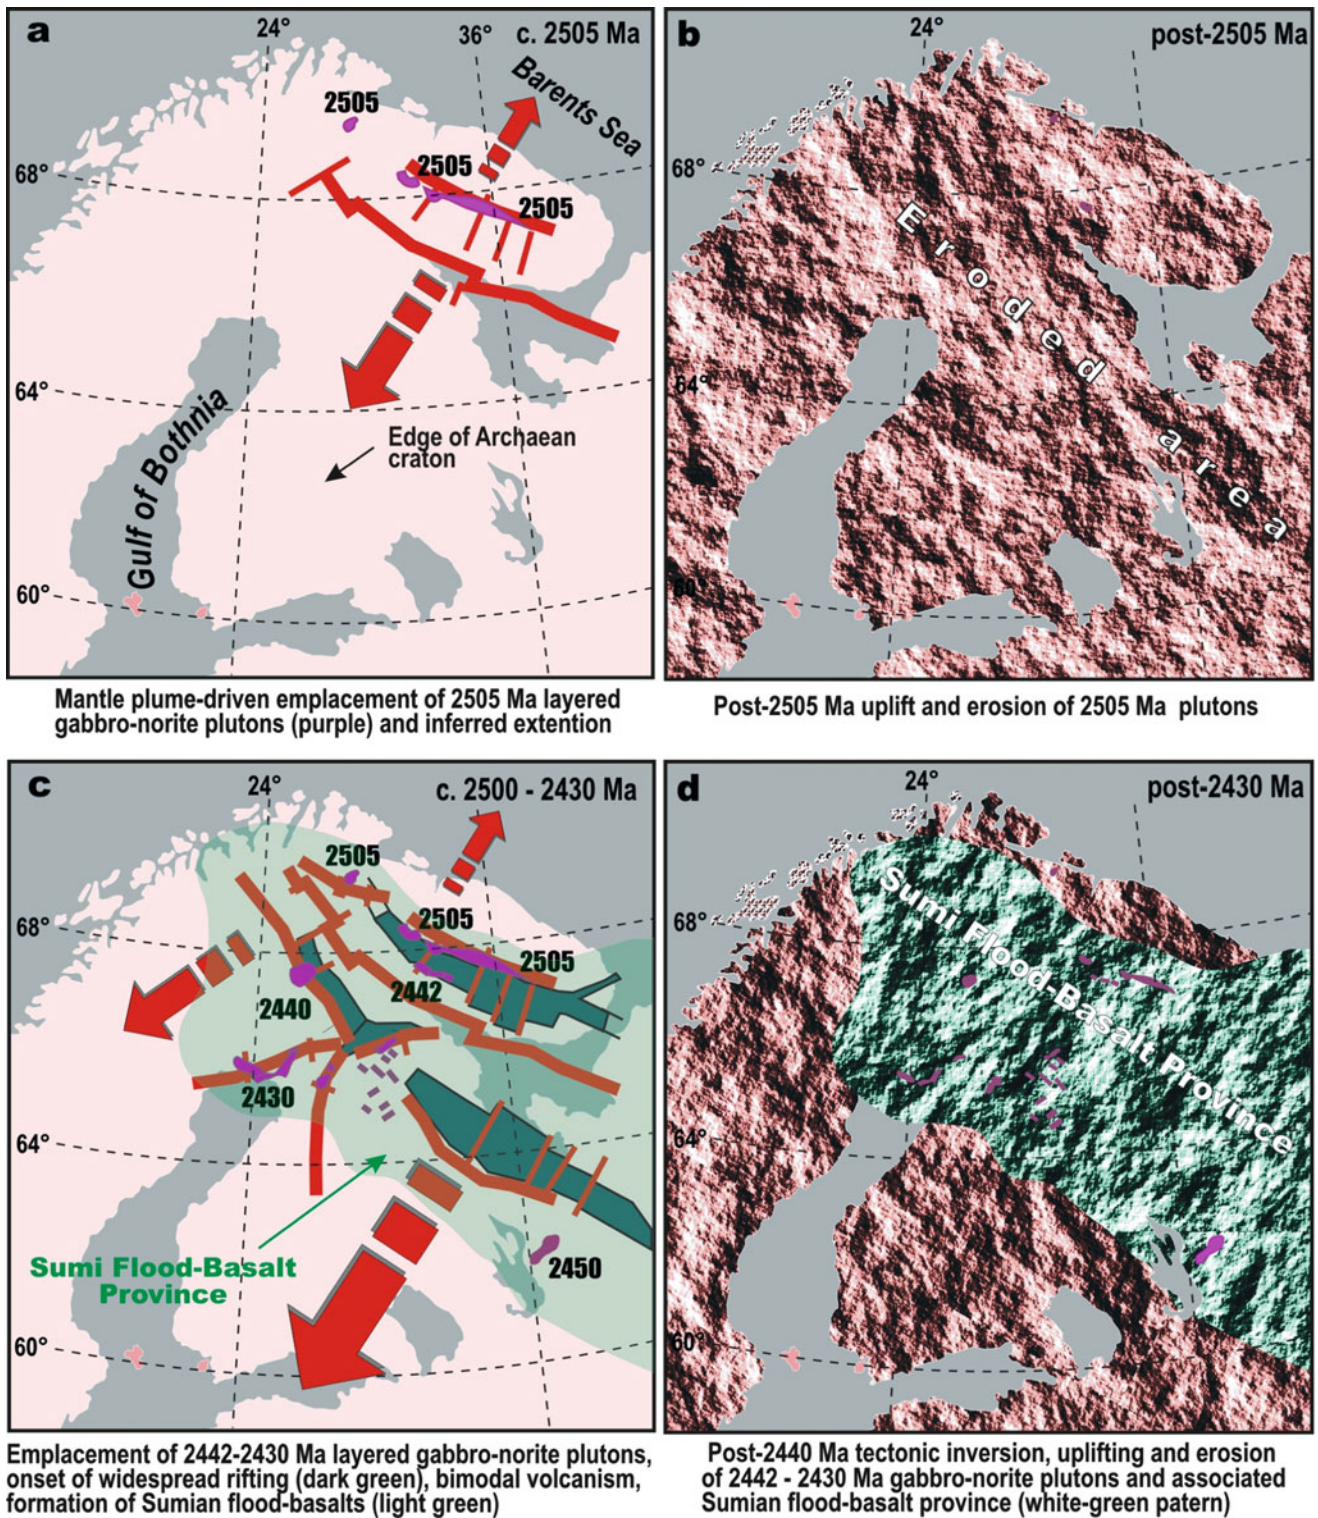 a
24°
36°
c. 2505 Ma
Barents Sea
2505
68°
2505
2505
64°
Edge of Archaean
craton
Gulf of Bothnia
60°
Mantle plume-driven emplacement of 2505 Ma layered
gabbro-norite plutons (purple) and inferred extention
b
24°
post-2505 Ma
68°
Eroded area
64°
60°
Post-2505 Ma uplift and erosion of 2505 Ma plutons
c
24°
c. 2500 - 2430 Ma
2505
68°
2505
2505
2440
2442
2430
64°
Sumi Flood-Basalt
Province
2450
60°
Emplacement of 2442-2430 Ma layered gabbro-norite plutons,
onset of widespread rifting (dark green), bimodal volcanism,
formation of Sumian flood-basalts (light green)
d
24°
post-2430 Ma
68°
Sumi Flood-Basalt Province
64°
60°
Post-2440 Ma tectonic inversion, uplifting and erosion
of 2442 - 2430 Ma gabbro-norite plutons and associated
Sumian flood-basalt province (white-green patern)